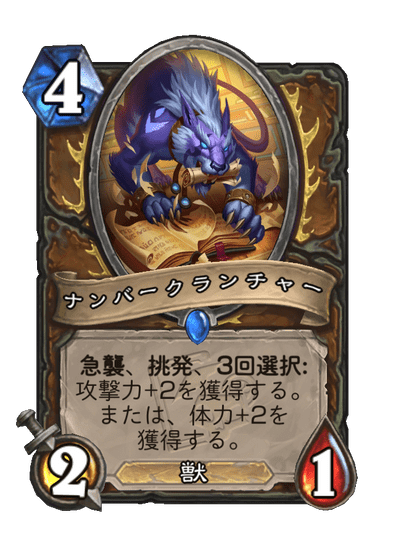 4
ナンバークランチャー
急襲、挑発、3回選択:
攻撃力+2を獲得する。
または、体力+2を
獲得する。
2
獣
1